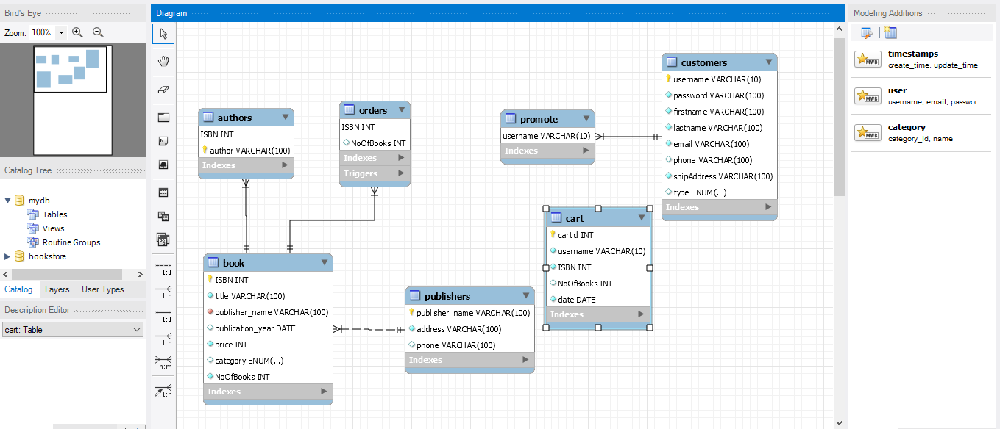 Bird's Eye
Zoom: 100%
Catalog Tree
mydb
Tables
Views
Routine Groups
bookstore
Catalog Layers User Types
Description Editor
cart: Table
Diagram
1:1
1:n
1:1
1:n
n:m
1:n
authors
ISBN INT
author VARCHAR(100)
Indexes
orders
ISBN INT
NoOfBooks INT
Indexes
Triggers
promote
username VARCHAR(10)
Indexes
customers
username VARCHAR(10)
password VARCHAR(100)
firstname VARCHAR(100)
lastname VARCHAR(100)
email VARCHAR(100)
phone VARCHAR(100)
shipAddress VARCHAR(100)
type ENUM(...)
Indexes
cart
cartid INT
username VARCHAR(10)
ISBN INT
NoOfBooks INT
date DATE
Indexes
book
ISBN INT
title VARCHAR(100)
publisher_name VARCHAR(100)
publication_year DATE
price INT
category ENUM(...)
NoOfBooks INT
Indexes
publishers
publisher_name VARCHAR(100)
address VARCHAR(100)
phone VARCHAR(100)
Indexes
Modeling Additions
MWB
timestamps
create_time, update_time
MWB
user
username, email, passwor...
MWB
category
category_id, name